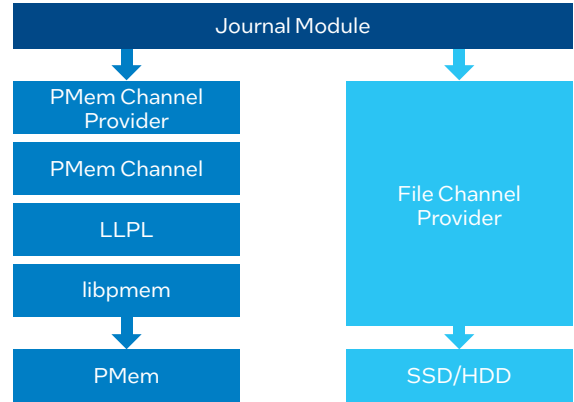 Journal Module
PMem Channel
Provider
PMem Channel
LLPL
libpmem
PMem
File Channel
Provider
SSD/HDD